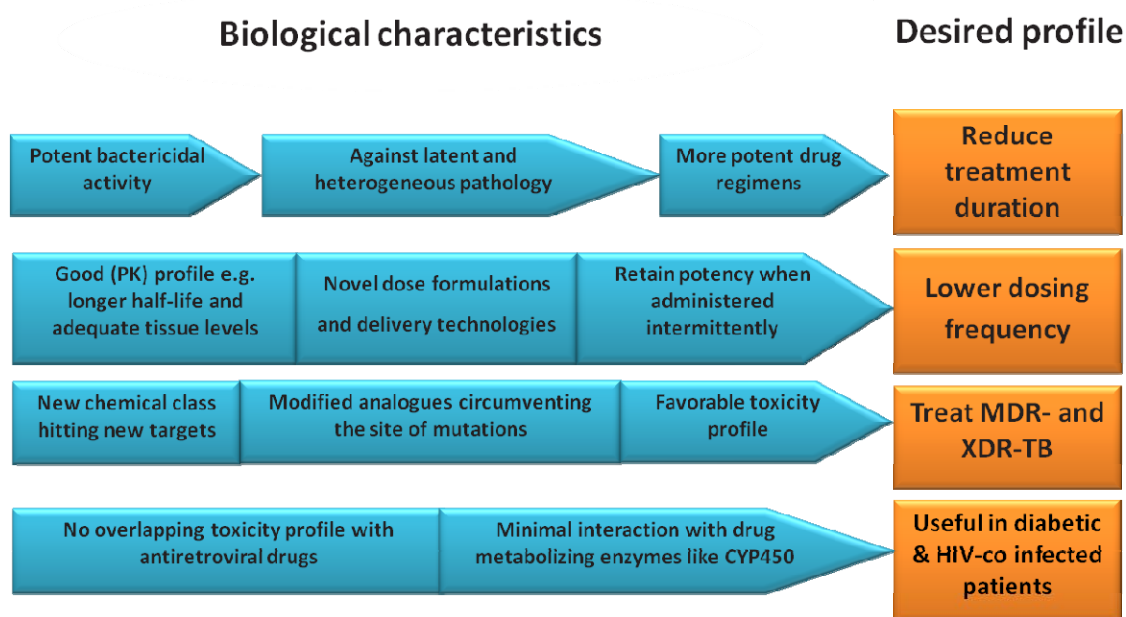 Biological characteristics
Desired profile
Potent bactericidal
activity
Against latent and
heterogeneous pathology
More potent drug
regimens
Reduce
treatment
duration
Good (PK) profile e.g.
longer half-life and
adequate tissue levels
Novel dose formulations
and delivery technologies
Retain potency when
administered
intermittently
Lower dosing
frequency
New chemical class
hitting new targets
Modified analogues circumventing
the site of mutations
Favorable toxicity
profile
Treat MDR- and
XDR-TB
No overlapping toxicity profile with
antiretroviral drugs
Minimal interaction with drug
metabolizing enzymes like CYP450
Useful in diabetic
& HIV-co infected
patients